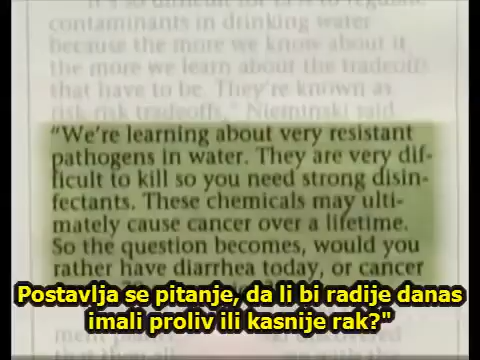 contaminants in drinking water
because the more we know about it,
the more we learn about the tradeoffs
that have to be. They're known as
risk-risk tradeoffs," Nieminski said
"We're learning about very resistant
pathogens in water. They are very dif-
ficult to kill so you need strong disin-
fectants. These chemicals may ulti-
mately cause cancer over a lifetime.
So the question becomes, would you
rather have diarrhea today, or cancer
Postavlja se pitanje, da li bi radije danas
imali proliv ili kasnije rak?"